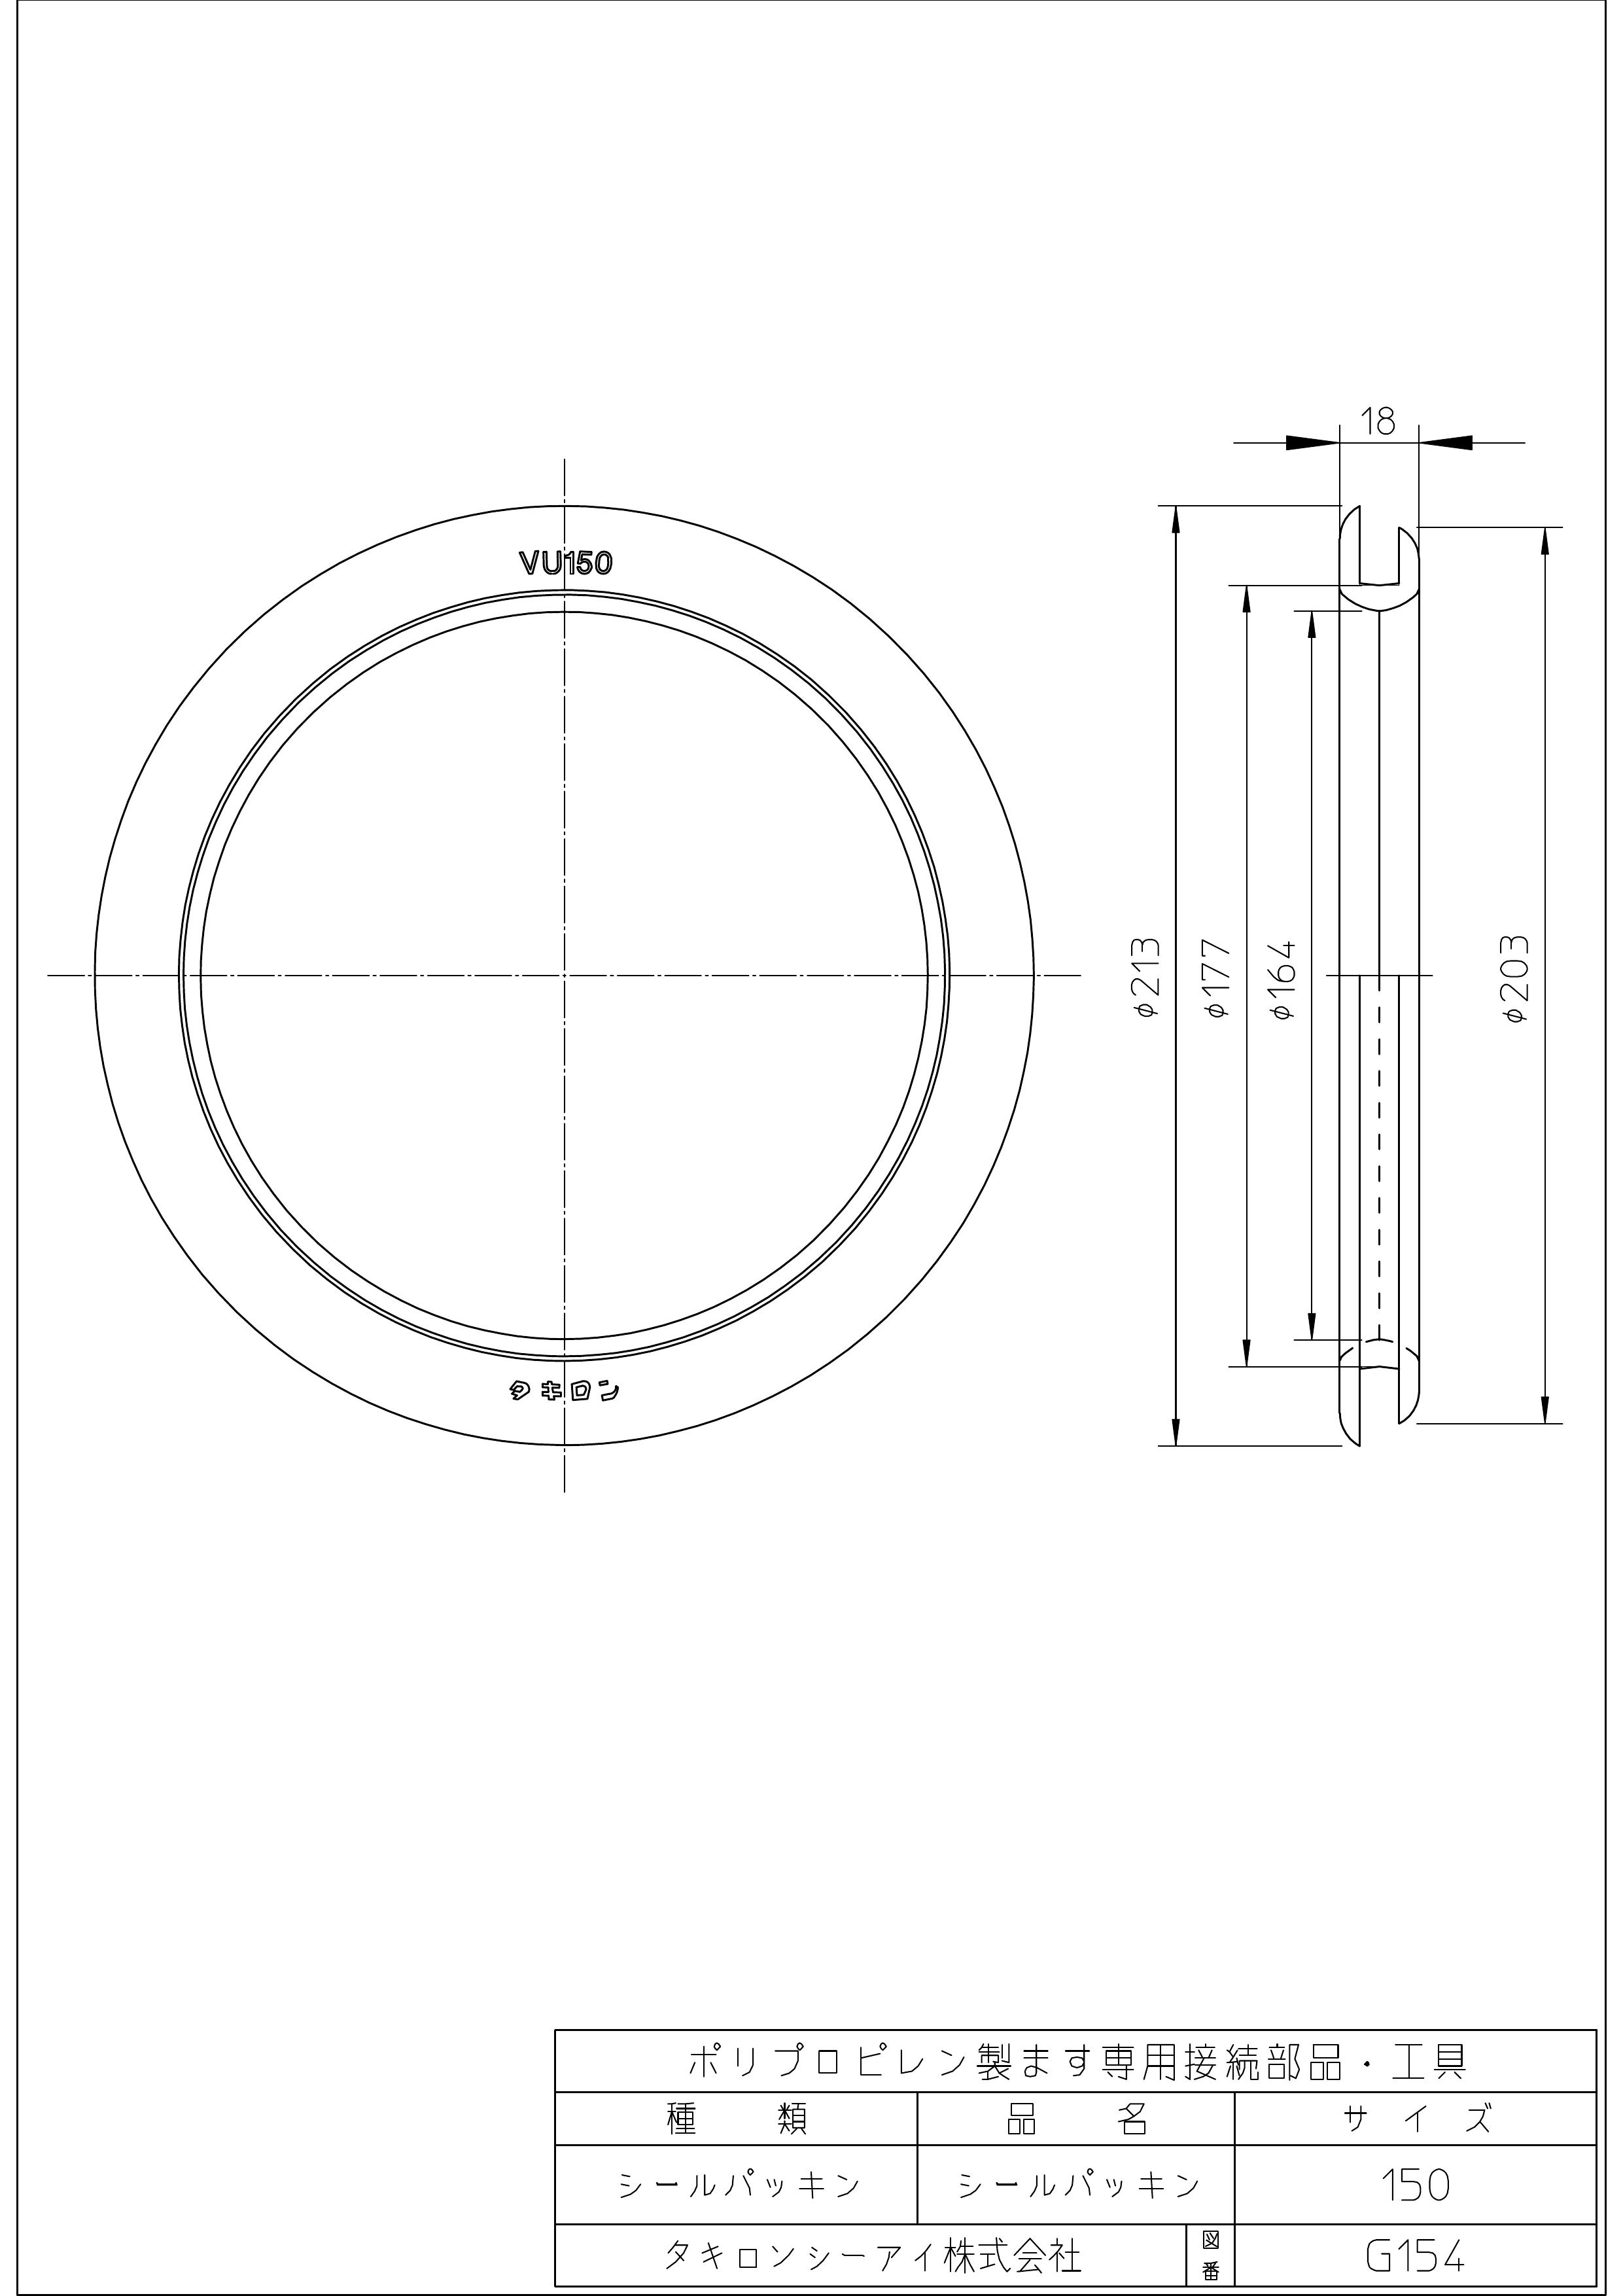 18
VU150
φ213
φ177
φ164
φ203
タキロン
ポリプロピレン製ます専用接続部品・工具
種 類 品 名 サイズ
シールパッキン シールパッキン 150
タキロンシーアイ株式会社 図番 G154